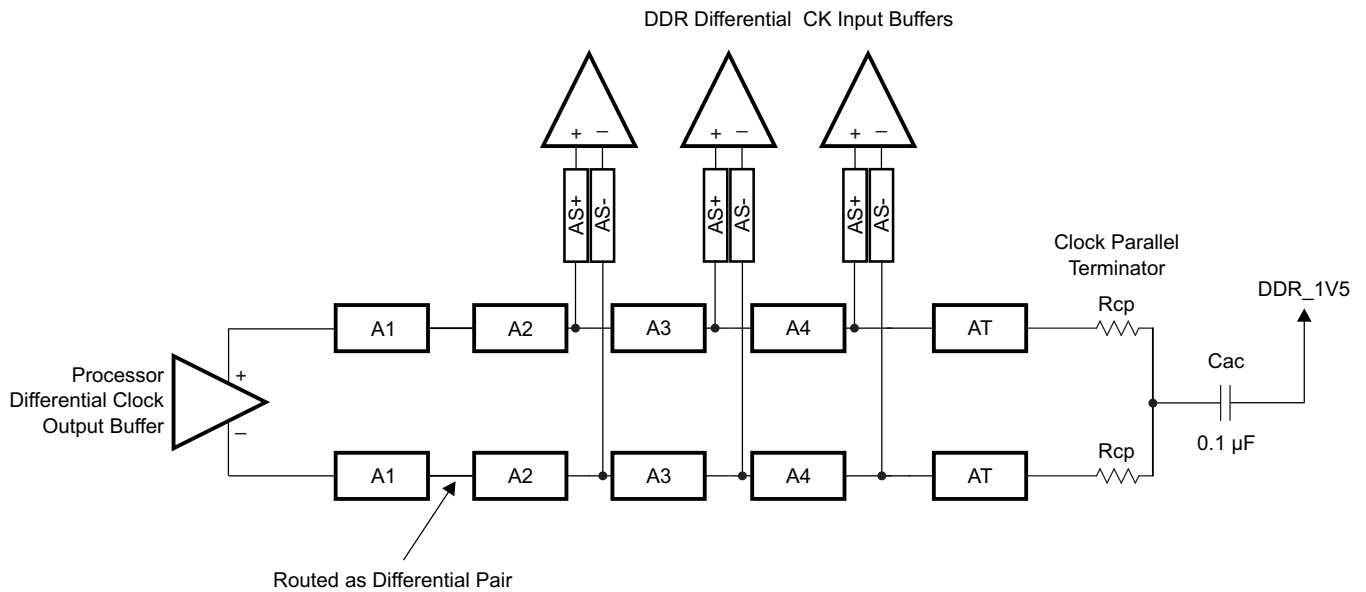 DDR Differential CK Input Buffers
+ – + – + –
AS+ AS- AS+ AS- AS+ AS-
Clock Parallel
Terminator
DDR_1V5
A1 A2 A3 A4 AT Rcp
Processor
Differential Clock
Output Buffer
+
–
Cac
0.1 µF
A1 A2 A3 A4 AT Rcp
Routed as Differential Pair